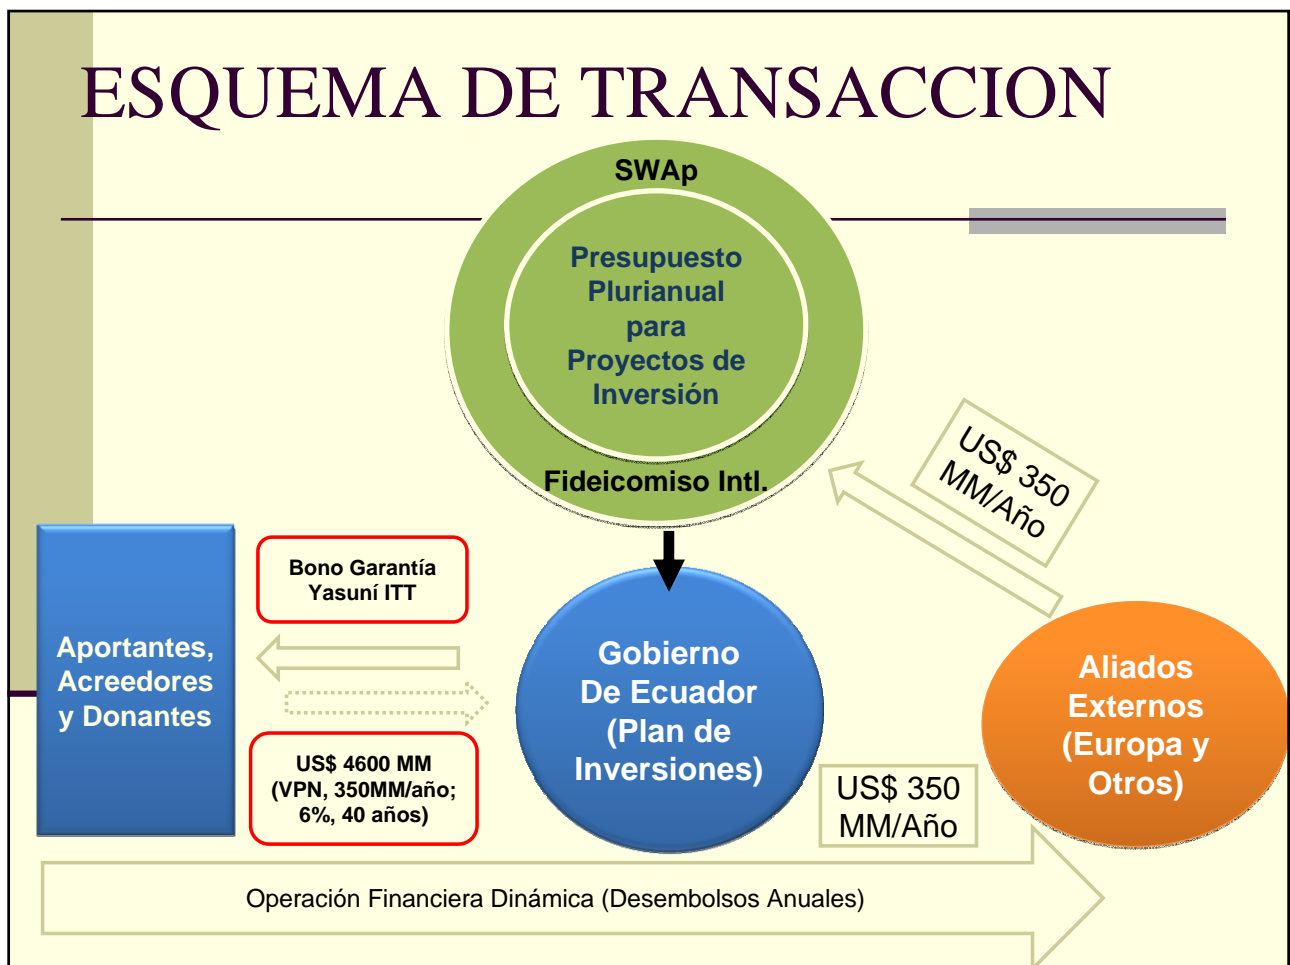 ESQUEMA DE TRANSACCION
SWAp
Presupuesto
Plurianual
para
Proyectos de
Inversión
Fideicomiso Intl.
US$ 350
MM/Año
Bono Garantía
Yasuní ITT
Aportantes,
Acreedores
y Donantes
US$ 4600 MM
(VPN, 350MM/año;
6%, 40 años)
Gobierno
De Ecuador
(Plan de
Inversiones)
Aliados
Externos
(Europa y
Otros)
US$ 350
MM/Año
Operación Financiera Dinámica (Desembolsos Anuales)